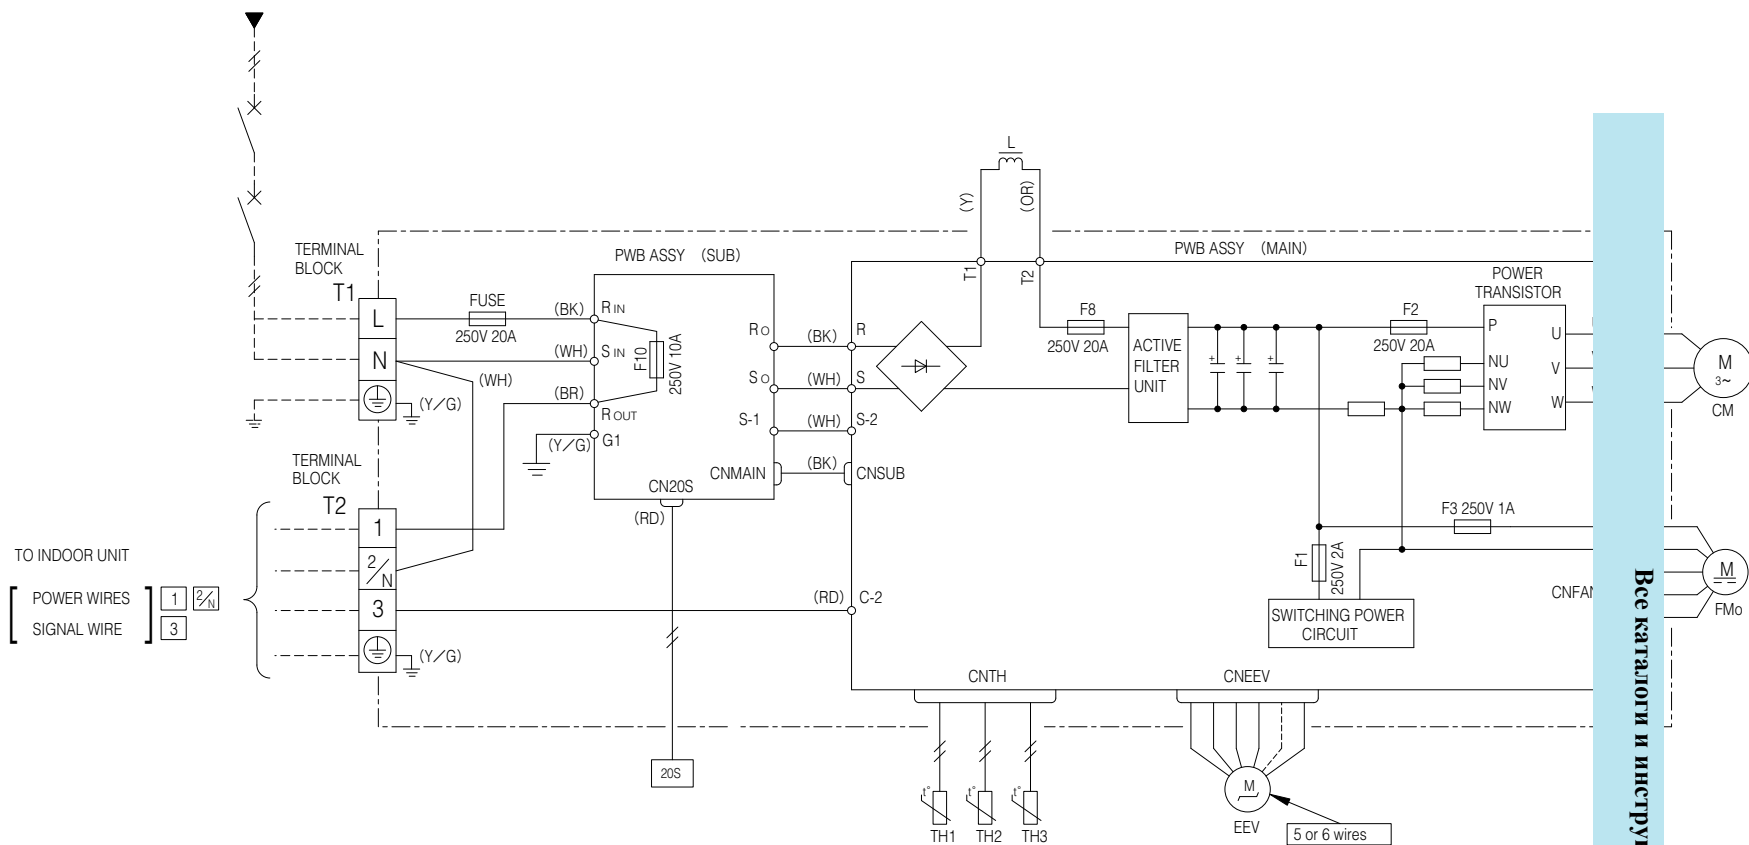 L
(Y)
(OR)
TERMINAL
BLOCK
T1
PWB ASSY (SUB)
T1
T2
PWB ASSY (MAIN)
POWER
TRANSISTOR
L
FUSE
250V 20A
(BK)
R IN
F10
250V 10A
RO
(BK)
R
F8
250V 20A
ACTIVE
FILTER
UNIT
+
+
+
F2
250V 20A
P
U
N
(WH)
S IN
(WH)
SO
(WH)
S
NU
NV
NW
V
W
M
3~
CM
(Y/G)
(BR)
R OUT
S-1
(WH)
S-2
(Y/G)
G1
CNMAIN
(BK)
CNSUB
CN20S
(RD)
TERMINAL
BLOCK
T2
1
2/N
3
(Y/G)
TO INDOOR UNIT
POWER WIRES
1
2/N
SIGNAL WIRE
3
(RD)
C-2
F3 250V 1A
F1
250V 2A
SWITCHING POWER
CIRCUIT
CNFAN
M
FMo
CNTH
CNEEV
20S
t°
t°
t°
TH1
TH2
TH3
M
EEV
5 or 6 wires
Все каталоги и инстру